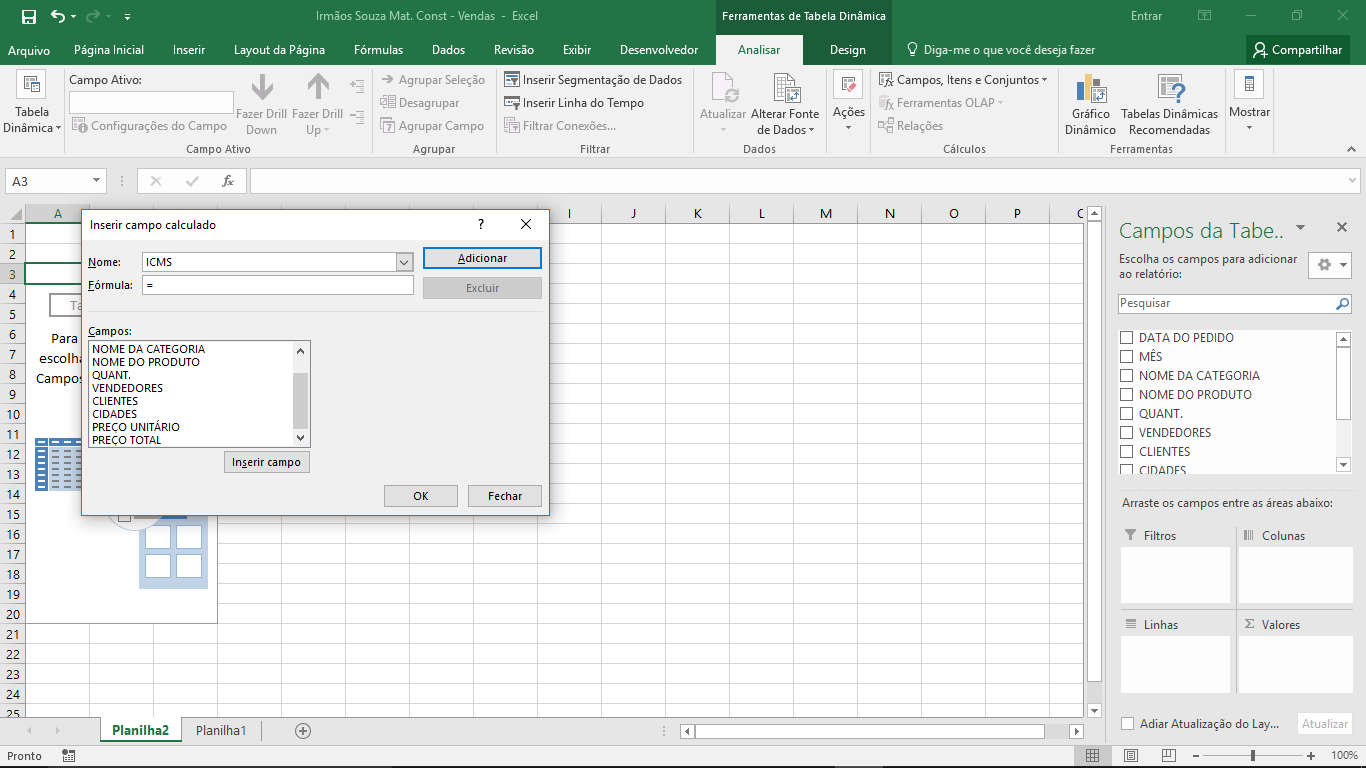 Irmãos Souza Mat. Const - Vendas - Excel
Ferramentas de Tabela Dinâmica
Entrar
Arquivo
Página Inicial
Inserir
Layout da Página
Fórmulas
Dados
Revisão
Exibir
Desenvolvedor
Analisar
Design
Diga-me o que você deseja fazer
Compartilhar
Tabela
Dinâmica
Campo Ativo:
Configurações do Campo
Fazer Drill
Down
Fazer Drill
Up
Campo Ativo
Agrupar Seleção
Desagrupar
Agrupar Campo
Agrupar
Inserir Segmentação de Dados
Inserir Linha do Tempo
Filtrar Conexões...
Filtrar
Atualizar
Alterar Fonte
de Dados
Dados
Ações
Campos, Itens e Conjuntos
Ferramentas OLAP
Relações
Cálculos
Gráfico
Dinâmico
Tabelas Dinâmicas
Recomendadas
Ferramentas
Mostrar
A3
fx
A I J K L M N O P
1
2
3
4
5
6
7
8
9
10
11
12
13
14
15
16
17
18
19
20
21
22
23
24
25
Para
escolha
Campos
Inserir campo calculado
?
Nome:
ICMS
Adicionar
Fórmula:
=
Excluir
Campos:
NOME DA CATEGORIA
NOME DO PRODUTO
QUANT.
VENDEDORES
CLIENTES
CIDADES
PREÇO UNITÁRIO
PREÇO TOTAL
Inserir campo
OK
Fechar
Campos da Tabe...
Escolha os campos para adicionar
ao relatório:
Pesquisar
DATA DO PEDIDO
MÊS
NOME DA CATEGORIA
NOME DO PRODUTO
QUANT.
VENDEDORES
CLIENTES
CIDADES
Arraste os campos entre as áreas abaixo:
Filtros
Colunas
Linhas
Σ Valores
Adiar Atualização do Lay...
Atualizar
Planilha2
Planilha1
Pronto
100%